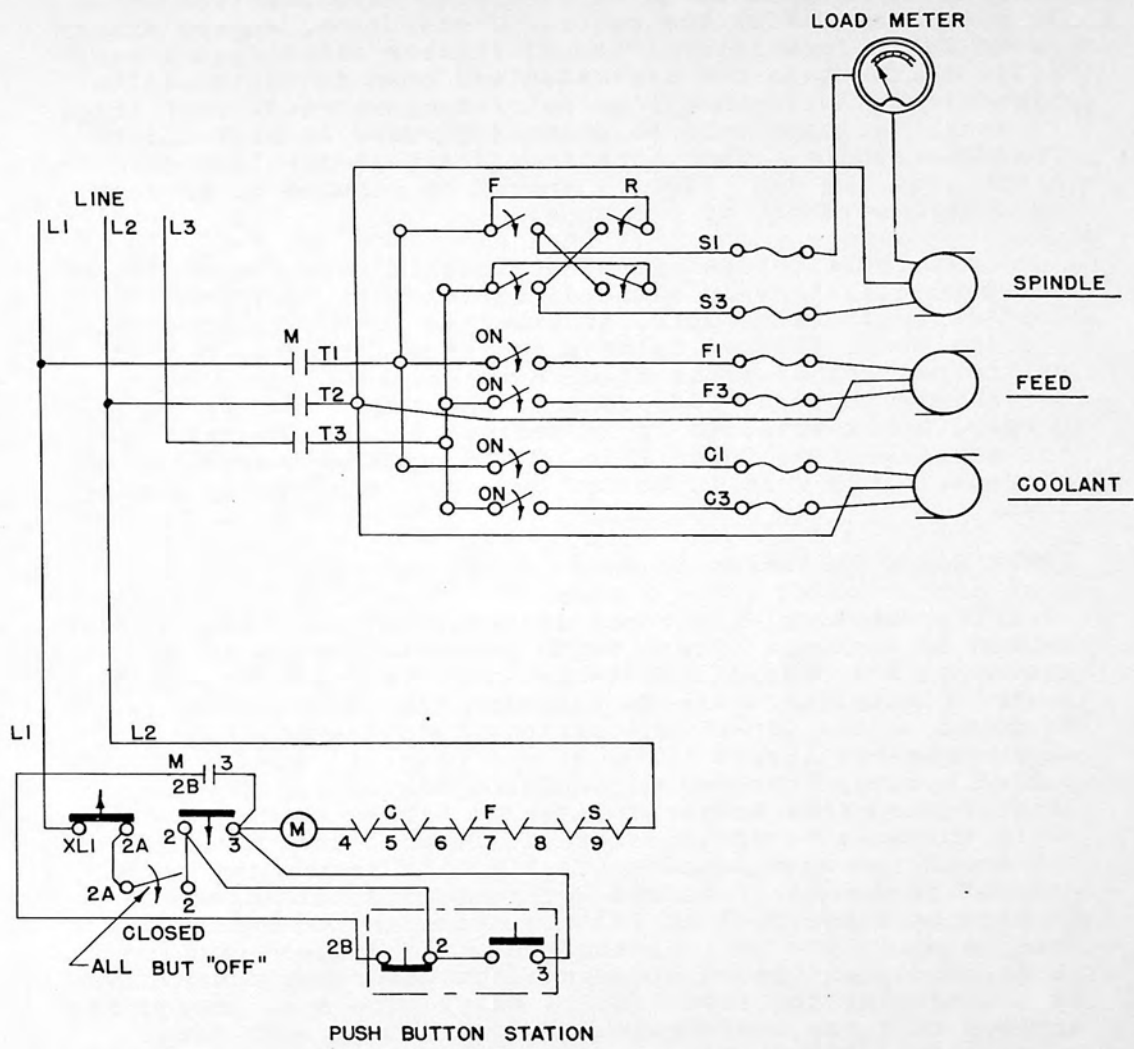 LOAD METER
LINE
L1 L2 L3
F R
S1
SPINDLE
S3
M T1 ON F1
T2 ON F3
FEED
T3
ON C1
COOLANT
ON C3
L1 L2
M
2B 3
XL1 2A 2 3 M 4 C 5 6 F 7 8 S 9
2A 2
CLOSED
ALL BUT "OFF"
2B 2 3
PUSH BUTTON STATION